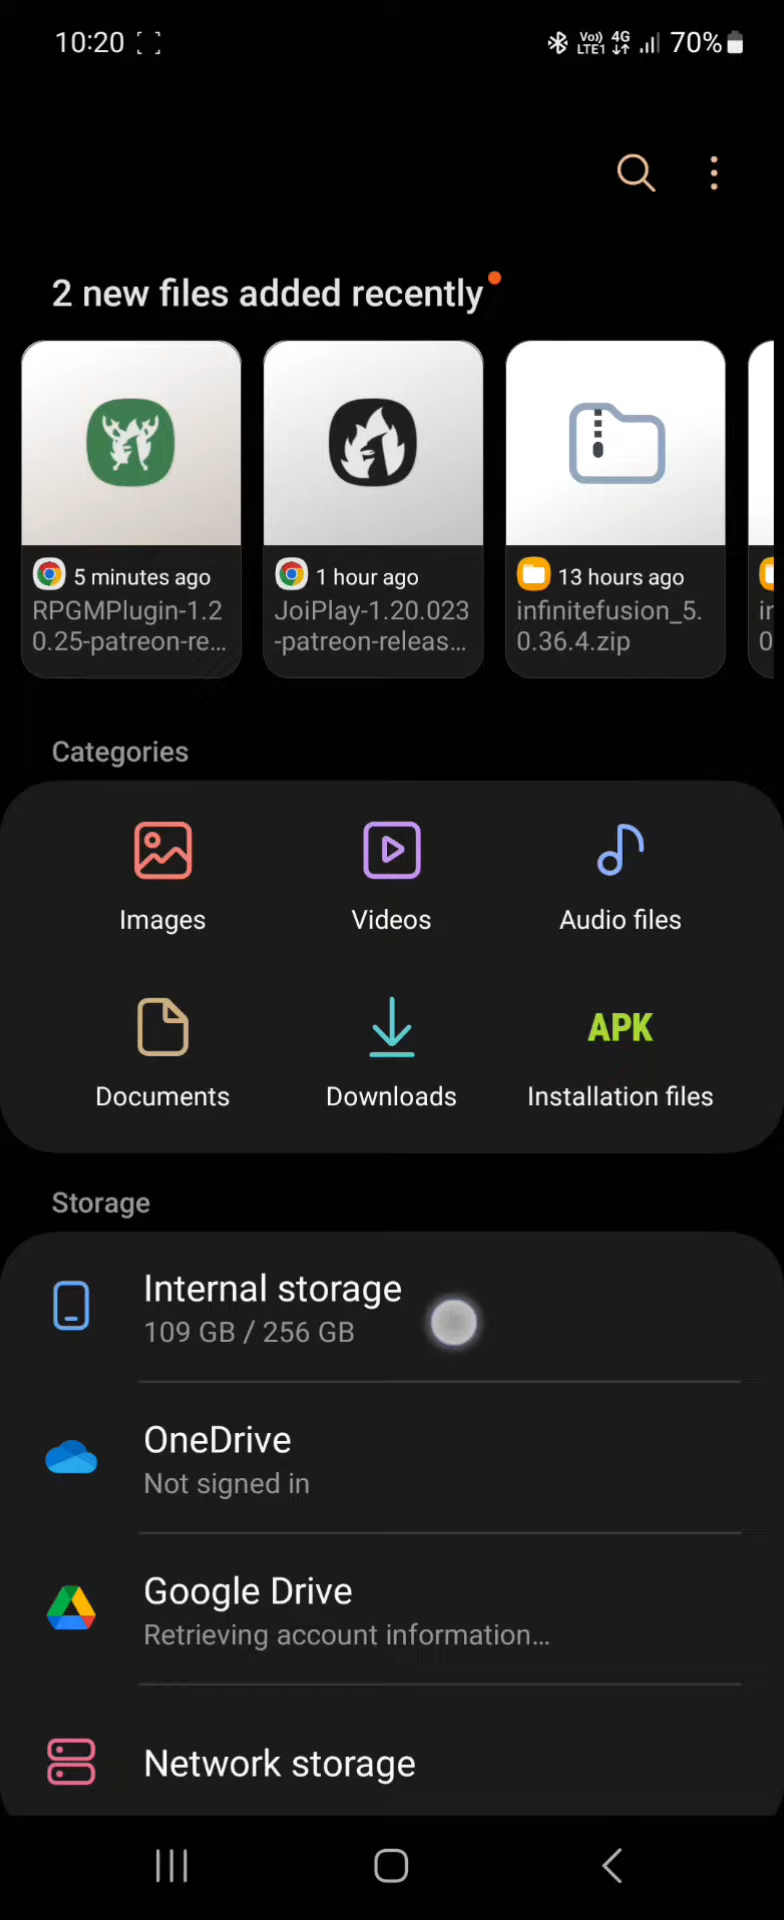 10:20
Vo)) LTE1 4G 70%
2 new files added recently
5 minutes ago
RPGMPlugin-1.2
0.25-patreon-re...
1 hour ago
JoiPlay-1.20.023
-patreon-releas...
13 hours ago
infinitefusion_5.
0.36.4.zip
Categories
Images
Videos
Audio files
Documents
Downloads
APK
Installation files
Storage
Internal storage
109 GB / 256 GB
OneDrive
Not signed in
Google Drive
Retrieving account information...
Network storage